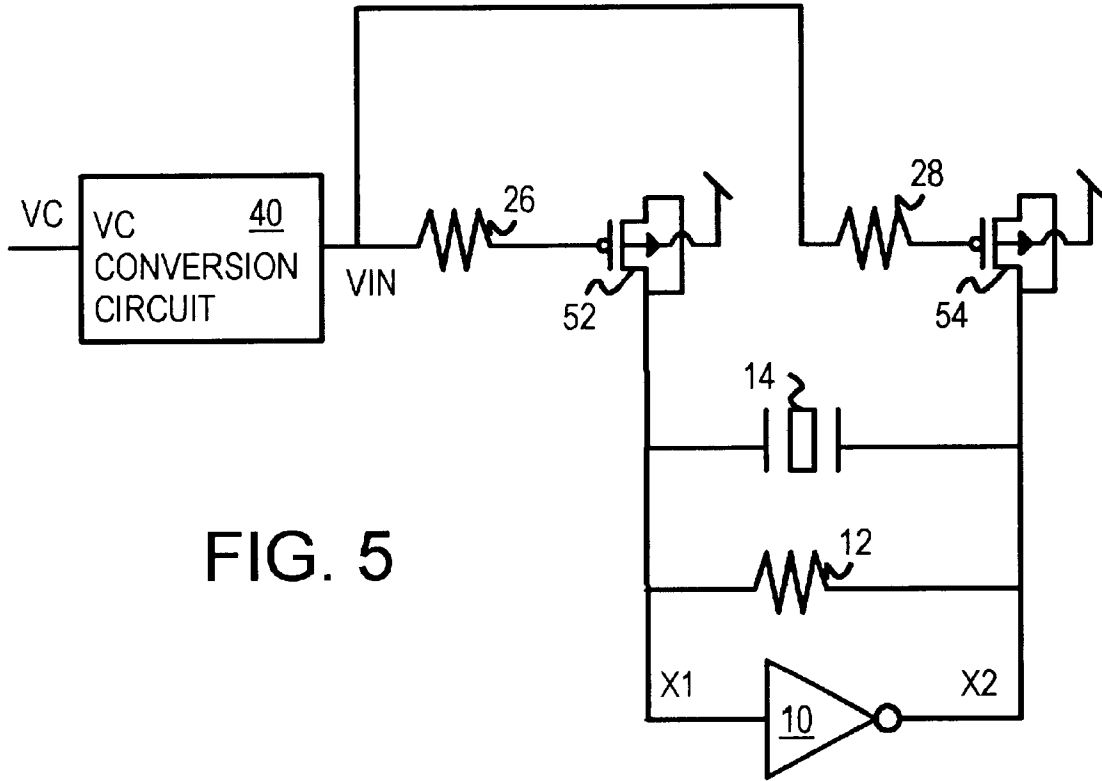 VC
VC 40
CONVERSION
CIRCUIT
VIN
26
52
28
54
14
12
X1
10
X2
FIG. 5